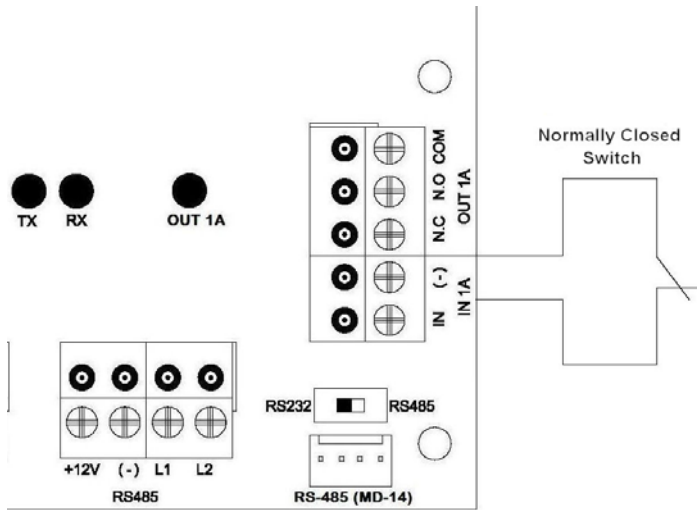 Normally Closed
Switch
COM
N.O
N.C
OUT 1A
(-)
IN
IN 1A
TX
RX
OUT 1A
RS232
RS485
+12V
(-)
L1
L2
RS485
RS-485 (MD-14)